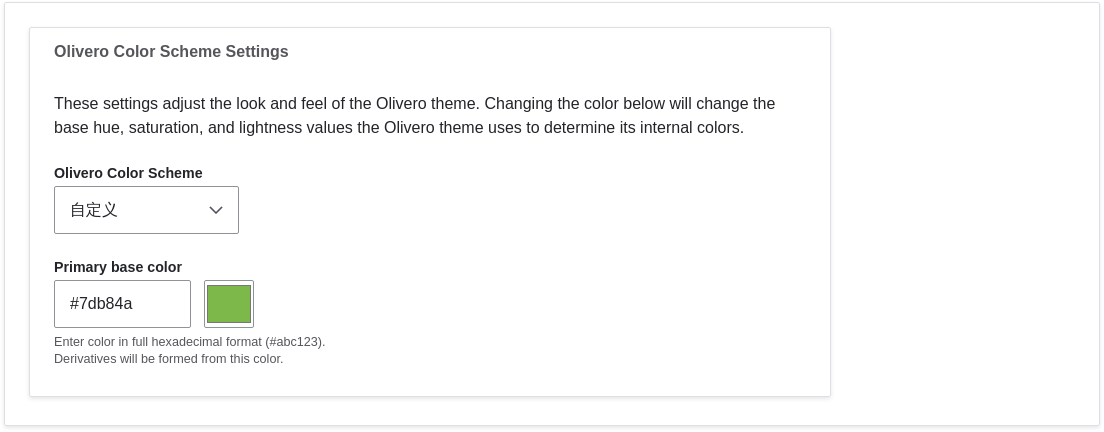 Olivero Color Scheme Settings
These settings adjust the look and feel of the Olivero theme. Changing the color below will change the
base hue, saturation, and lightness values the Olivero theme uses to determine its internal colors.
Olivero Color Scheme
自定义
Primary base color
#7db84a
Enter color in full hexadecimal format (#abc123).
Derivatives will be formed from this color.